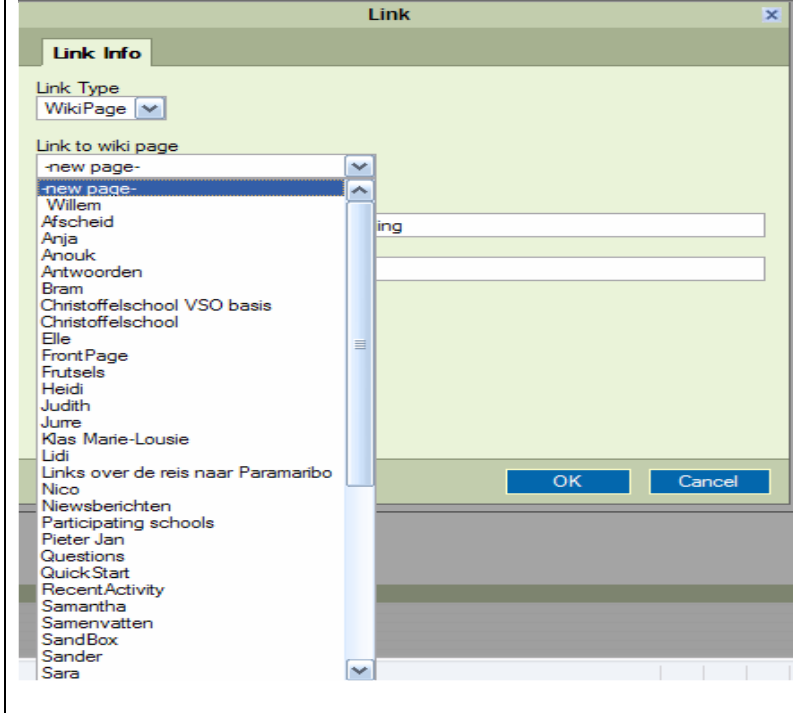 Link
Link Info
Link Type
WikiPage
Link to wiki page
-new page-
-new page-
Willem
Afscheid
ing
Anja
Anouk
Antwoorden
Bram
Christoffelschool VSO basis
Christoffelschool
Elle
FrontPage
Frutsels
Heidi
Judith
Jurre
Klas Marie-Lousie
Lidi
Links over de reis naar Paramaribo
OK
Cancel
Nico
Niewsberichten
Participating schools
Pieter Jan
Questions
QuickStart
RecentActivity
Samantha
Samenvatten
SandBox
Sander
Sara